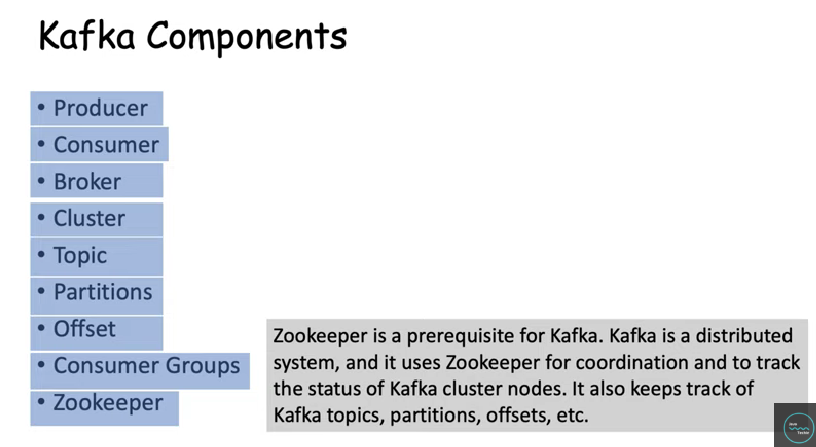 Kafka Components
• Producer
• Consumer
• Broker
• Cluster
• Topic
• Partitions
• Offset
• Consumer Groups
• Zookeeper
Zookeeper is a prerequisite for Kafka. Kafka is a distributed
system, and it uses Zookeeper for coordination and to track
the status of Kafka cluster nodes. It also keeps track of
Kafka topics, partitions, offsets, etc.